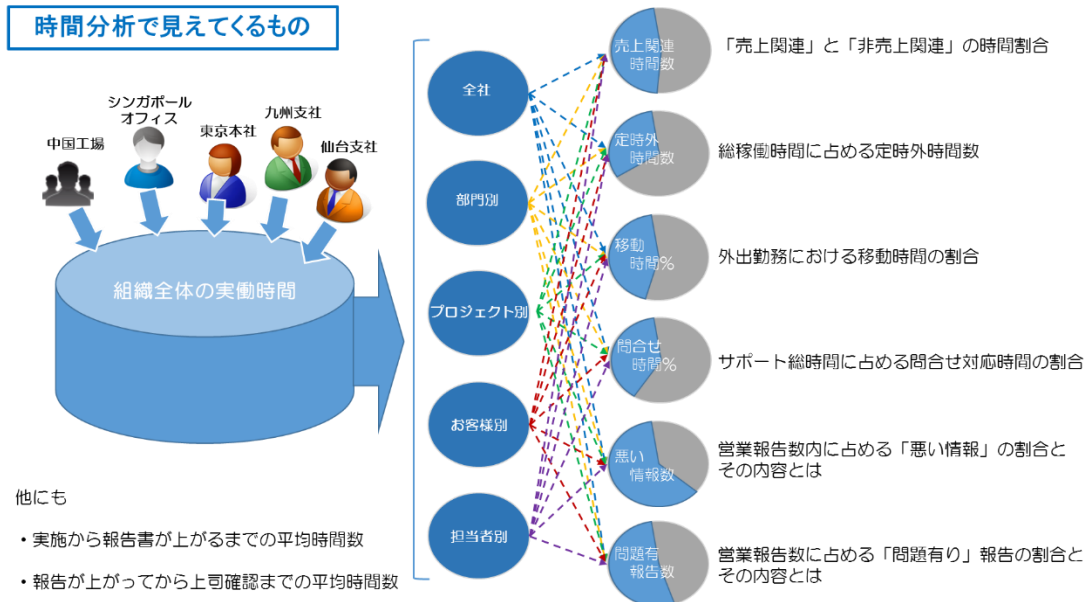 時間分析で見えてくるもの
中国工場
シンガポール
オフィス
東京本社
九州支社
仙台支社
組織全体の実働時間
他にも
・実施から報告書が上がるまでの平均時間数
・報告が上がってから上司確認までの平均時間数
全社
部門別
プロジェクト別
お客様別
担当者別
売上関連
時間数
「売上関連」と「非売上関連」の時間割合
定時外
時間数
総稼働時間に占める定時外時間数
移動
時間%
外出勤務における移動時間の割合
問合せ
時間%
サポート総時間に占める問合せ対応時間の割合
悪い
情報数
営業報告数内に占める「悪い情報」の割合と
その内容とは
問題有
報告数
営業報告数に占める「問題有り」報告の割合と
その内容とは